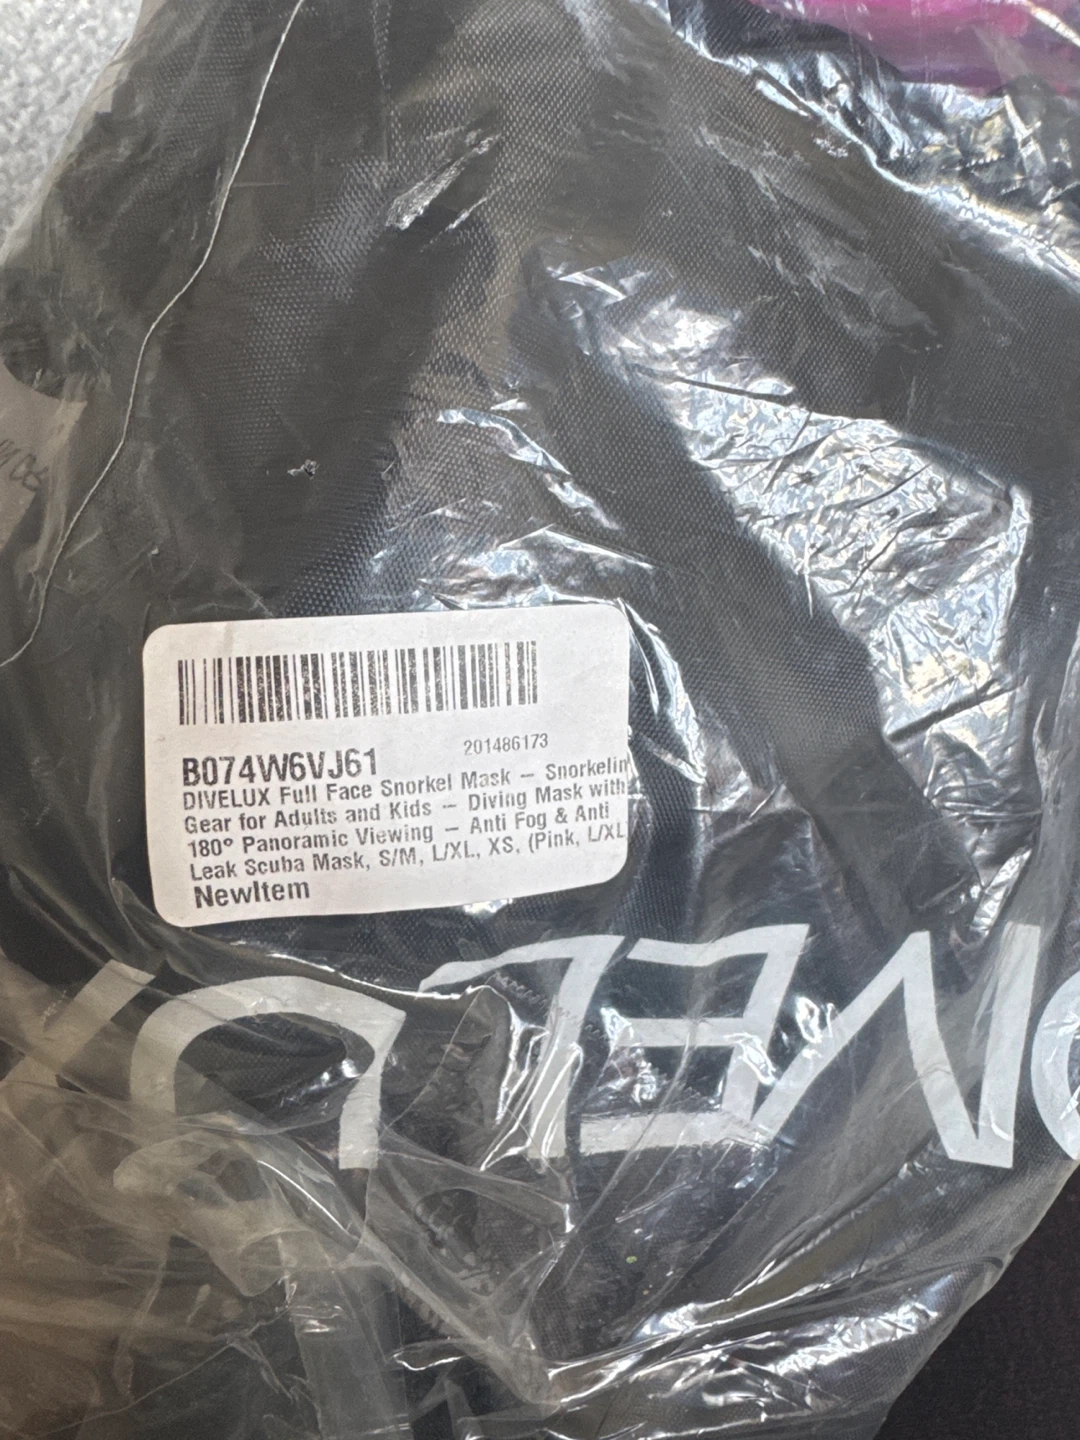 B074W6VJ61
201486173
DIVELUX Full Face Snorkel Mask – Snorkelin
Gear for Adults and Kids – Diving Mask with
180° Panoramic Viewing – Anti Fog & Anti
Leak Scuba Mask, S/M, L/XL, XS, (Pink, L/XL
NewItem